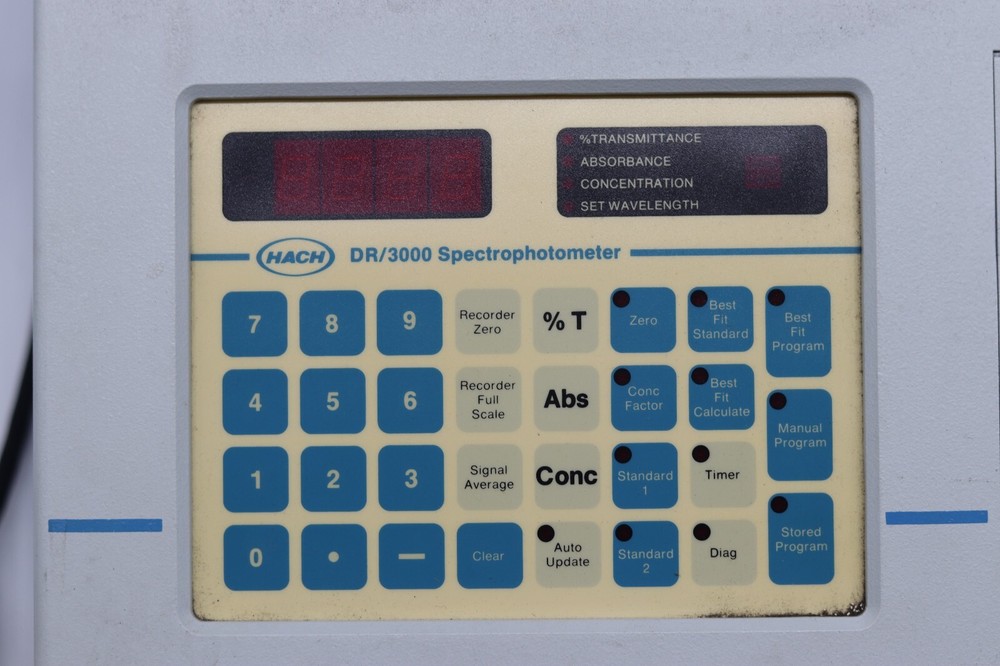 %TRANSMITTANCE
ABSORBANCE
CONCENTRATION
SET WAVELENGTH
HACH DR/3000 Spectrophotometer
7
8
9
Recorder
Zero
% T
Zero
Best
Fit
Standard
Best
Fit
Program
4
5
6
Recorder
Full
Scale
Abs
Conc
Factor
Best
Fit
Calculate
Manual
Program
1
2
3
Signal
Average
Conc
Standard
1
Timer
Stored
Program
0
•
—
Clear
Auto
Update
Standard
2
Diag